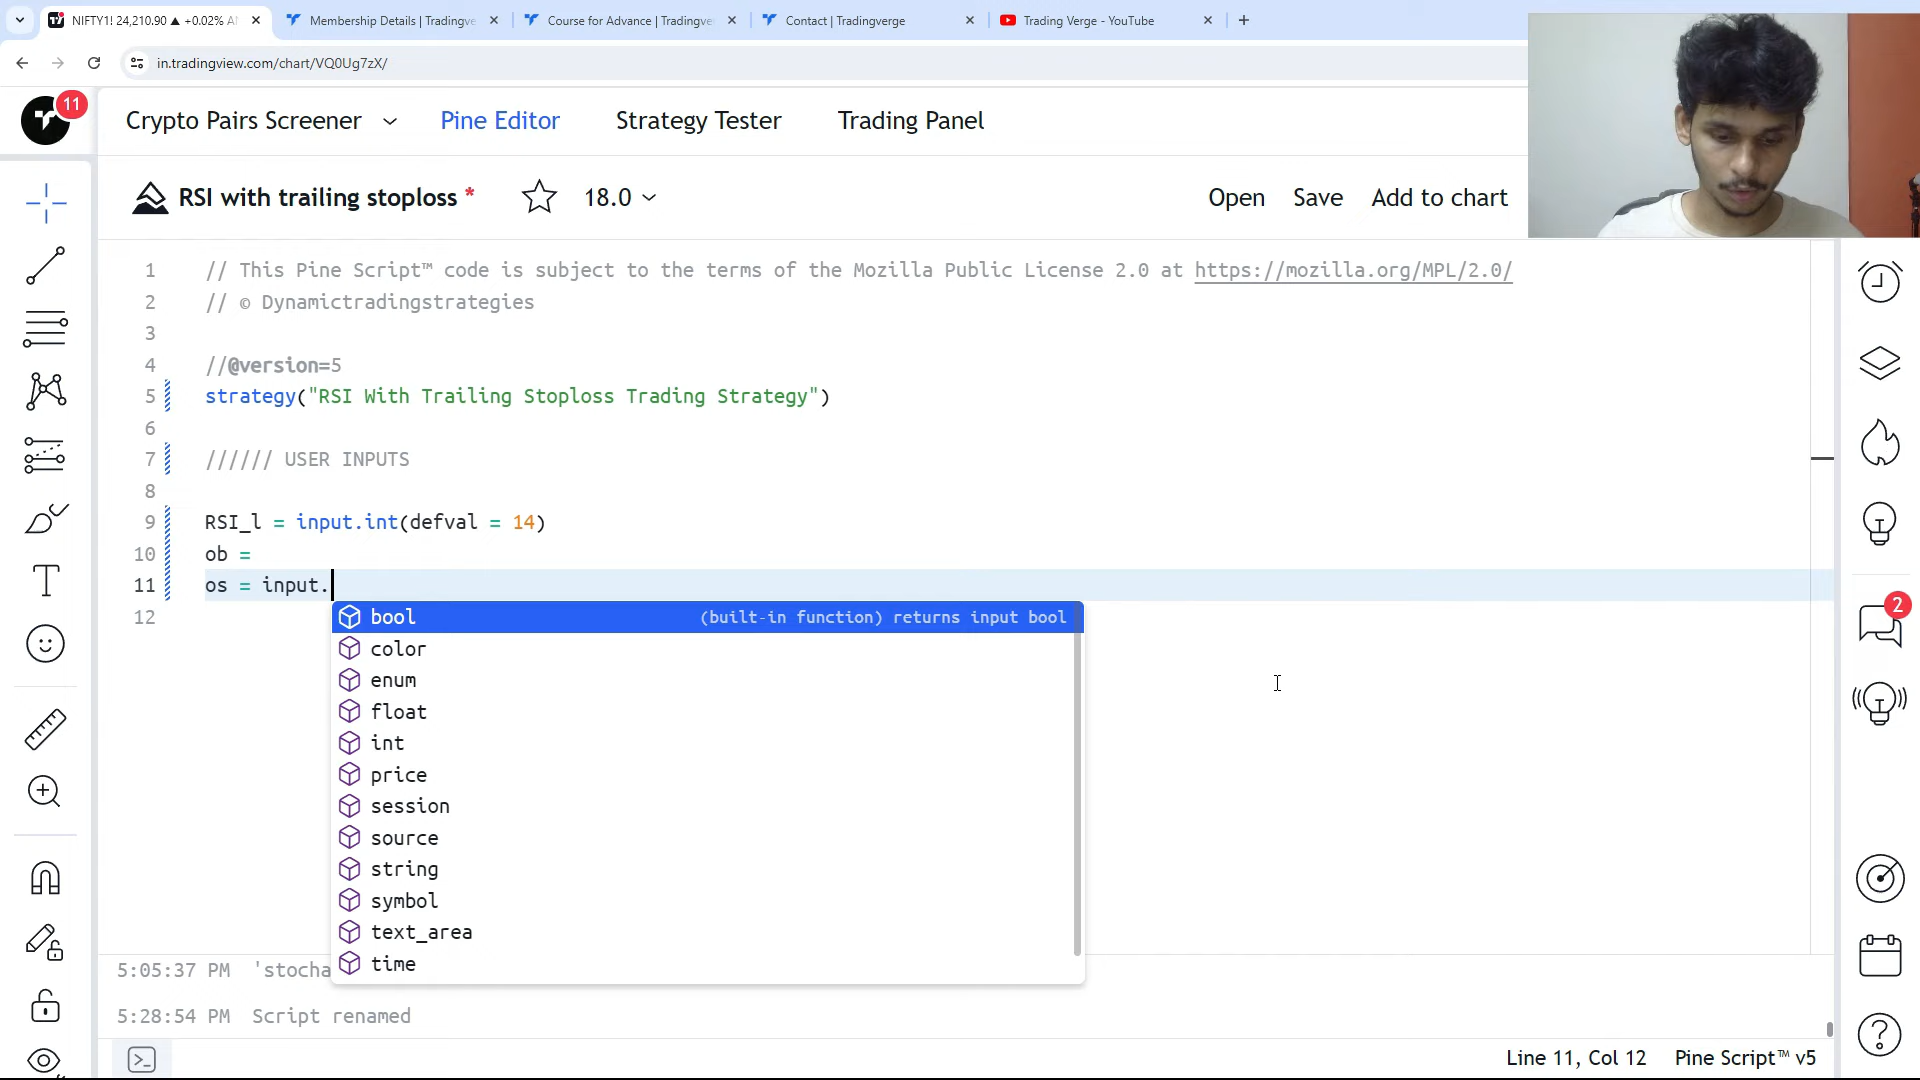 NIFTY1! 24,210.90 ▲ +0.02%
Membership Details | Tradingve
Course for Advance | Tradingve
Contact | Tradingverge
Trading Verge - YouTube
in.tradingview.com/chart/VQ0Ug7zX/
11
Crypto Pairs Screener
Pine Editor
Strategy Tester
Trading Panel
RSI with trailing stoploss *
18.0
Open
Save
Add to chart
1 // This Pine Script™ code is subject to the terms of the Mozilla Public License 2.0 at https://mozilla.org/MPL/2.0/
2 // © Dynamictradingstrategies
3
4 //@version=5
5 strategy("RSI With Trailing Stoploss Trading Strategy")
6
7 ////// USER INPUTS
8
9 RSI_l = input.int(defval = 14)
10 ob =
11 os = input.
12
bool (built-in function) returns input bool
color
enum
float
int
price
session
source
string
symbol
text_area
time
2
5:05:37 PM 'stocha
5:28:54 PM Script renamed
Line 11, Col 12
Pine Script™ v5